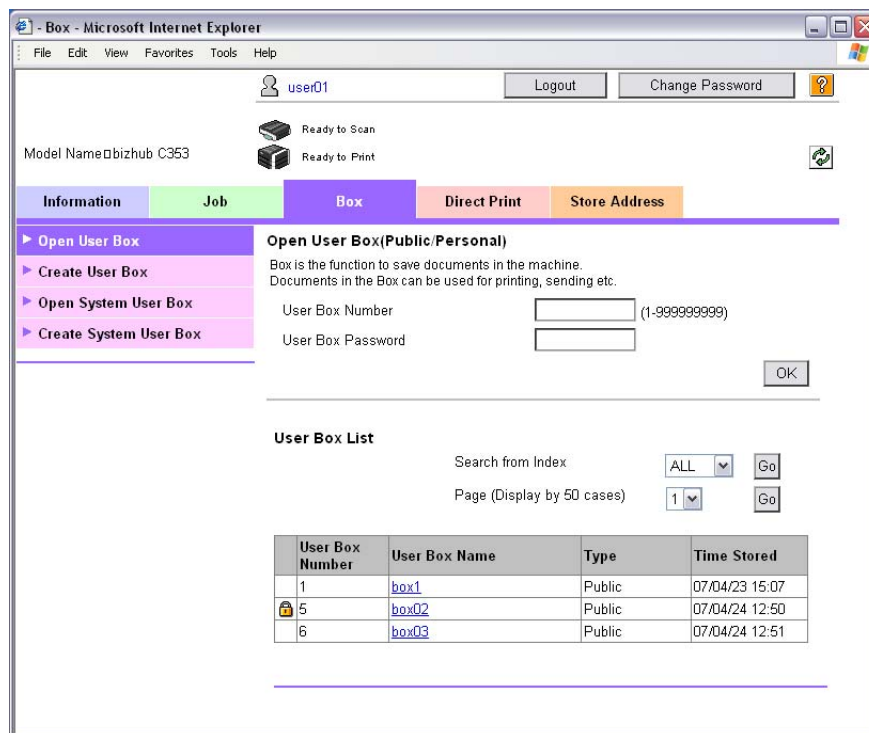 - Box - Microsoft Internet Explorer
File Edit View Favorites Tools Help
user01 Logout Change Password ?
Ready to Scan
Model Name□bizhub C353 Ready to Print
Information Job Box Direct Print Store Address
Open User Box
Create User Box
Open System User Box
Create System User Box
Open User Box(Public/Personal)
Box is the function to save documents in the machine.
Documents in the Box can be used for printing, sending etc.
User Box Number (1-999999999)
User Box Password
OK
User Box List
Search from Index ALL Go
Page (Display by 50 cases) 1 Go
User Box Number User Box Name Type Time Stored
1 box1 Public 07/04/23 15:07
5 box02 Public 07/04/24 12:50
6 box03 Public 07/04/24 12:51